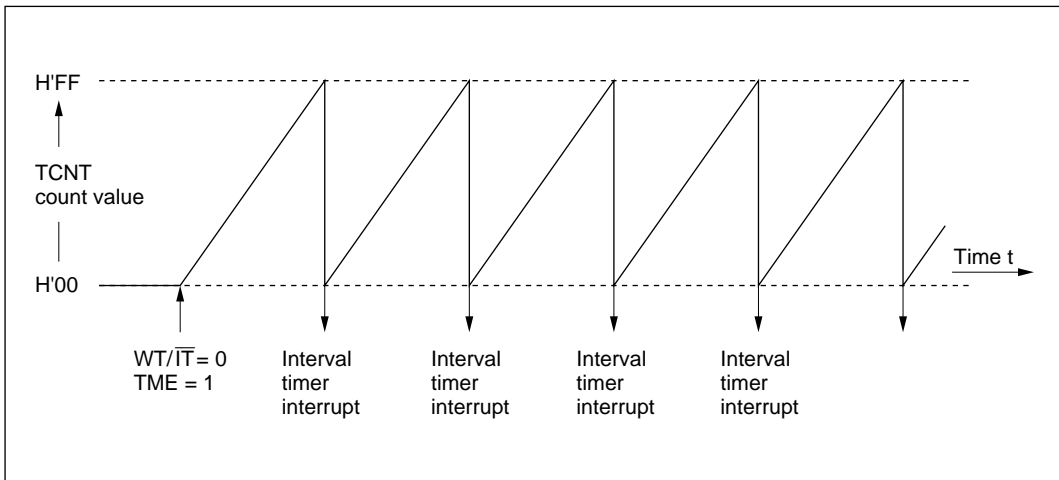 H'FF
TCNT
count value
H'00
Time t
WT/I̅T̅ = 0
TME = 1
Interval
timer
interrupt
Interval
timer
interrupt
Interval
timer
interrupt
Interval
timer
interrupt